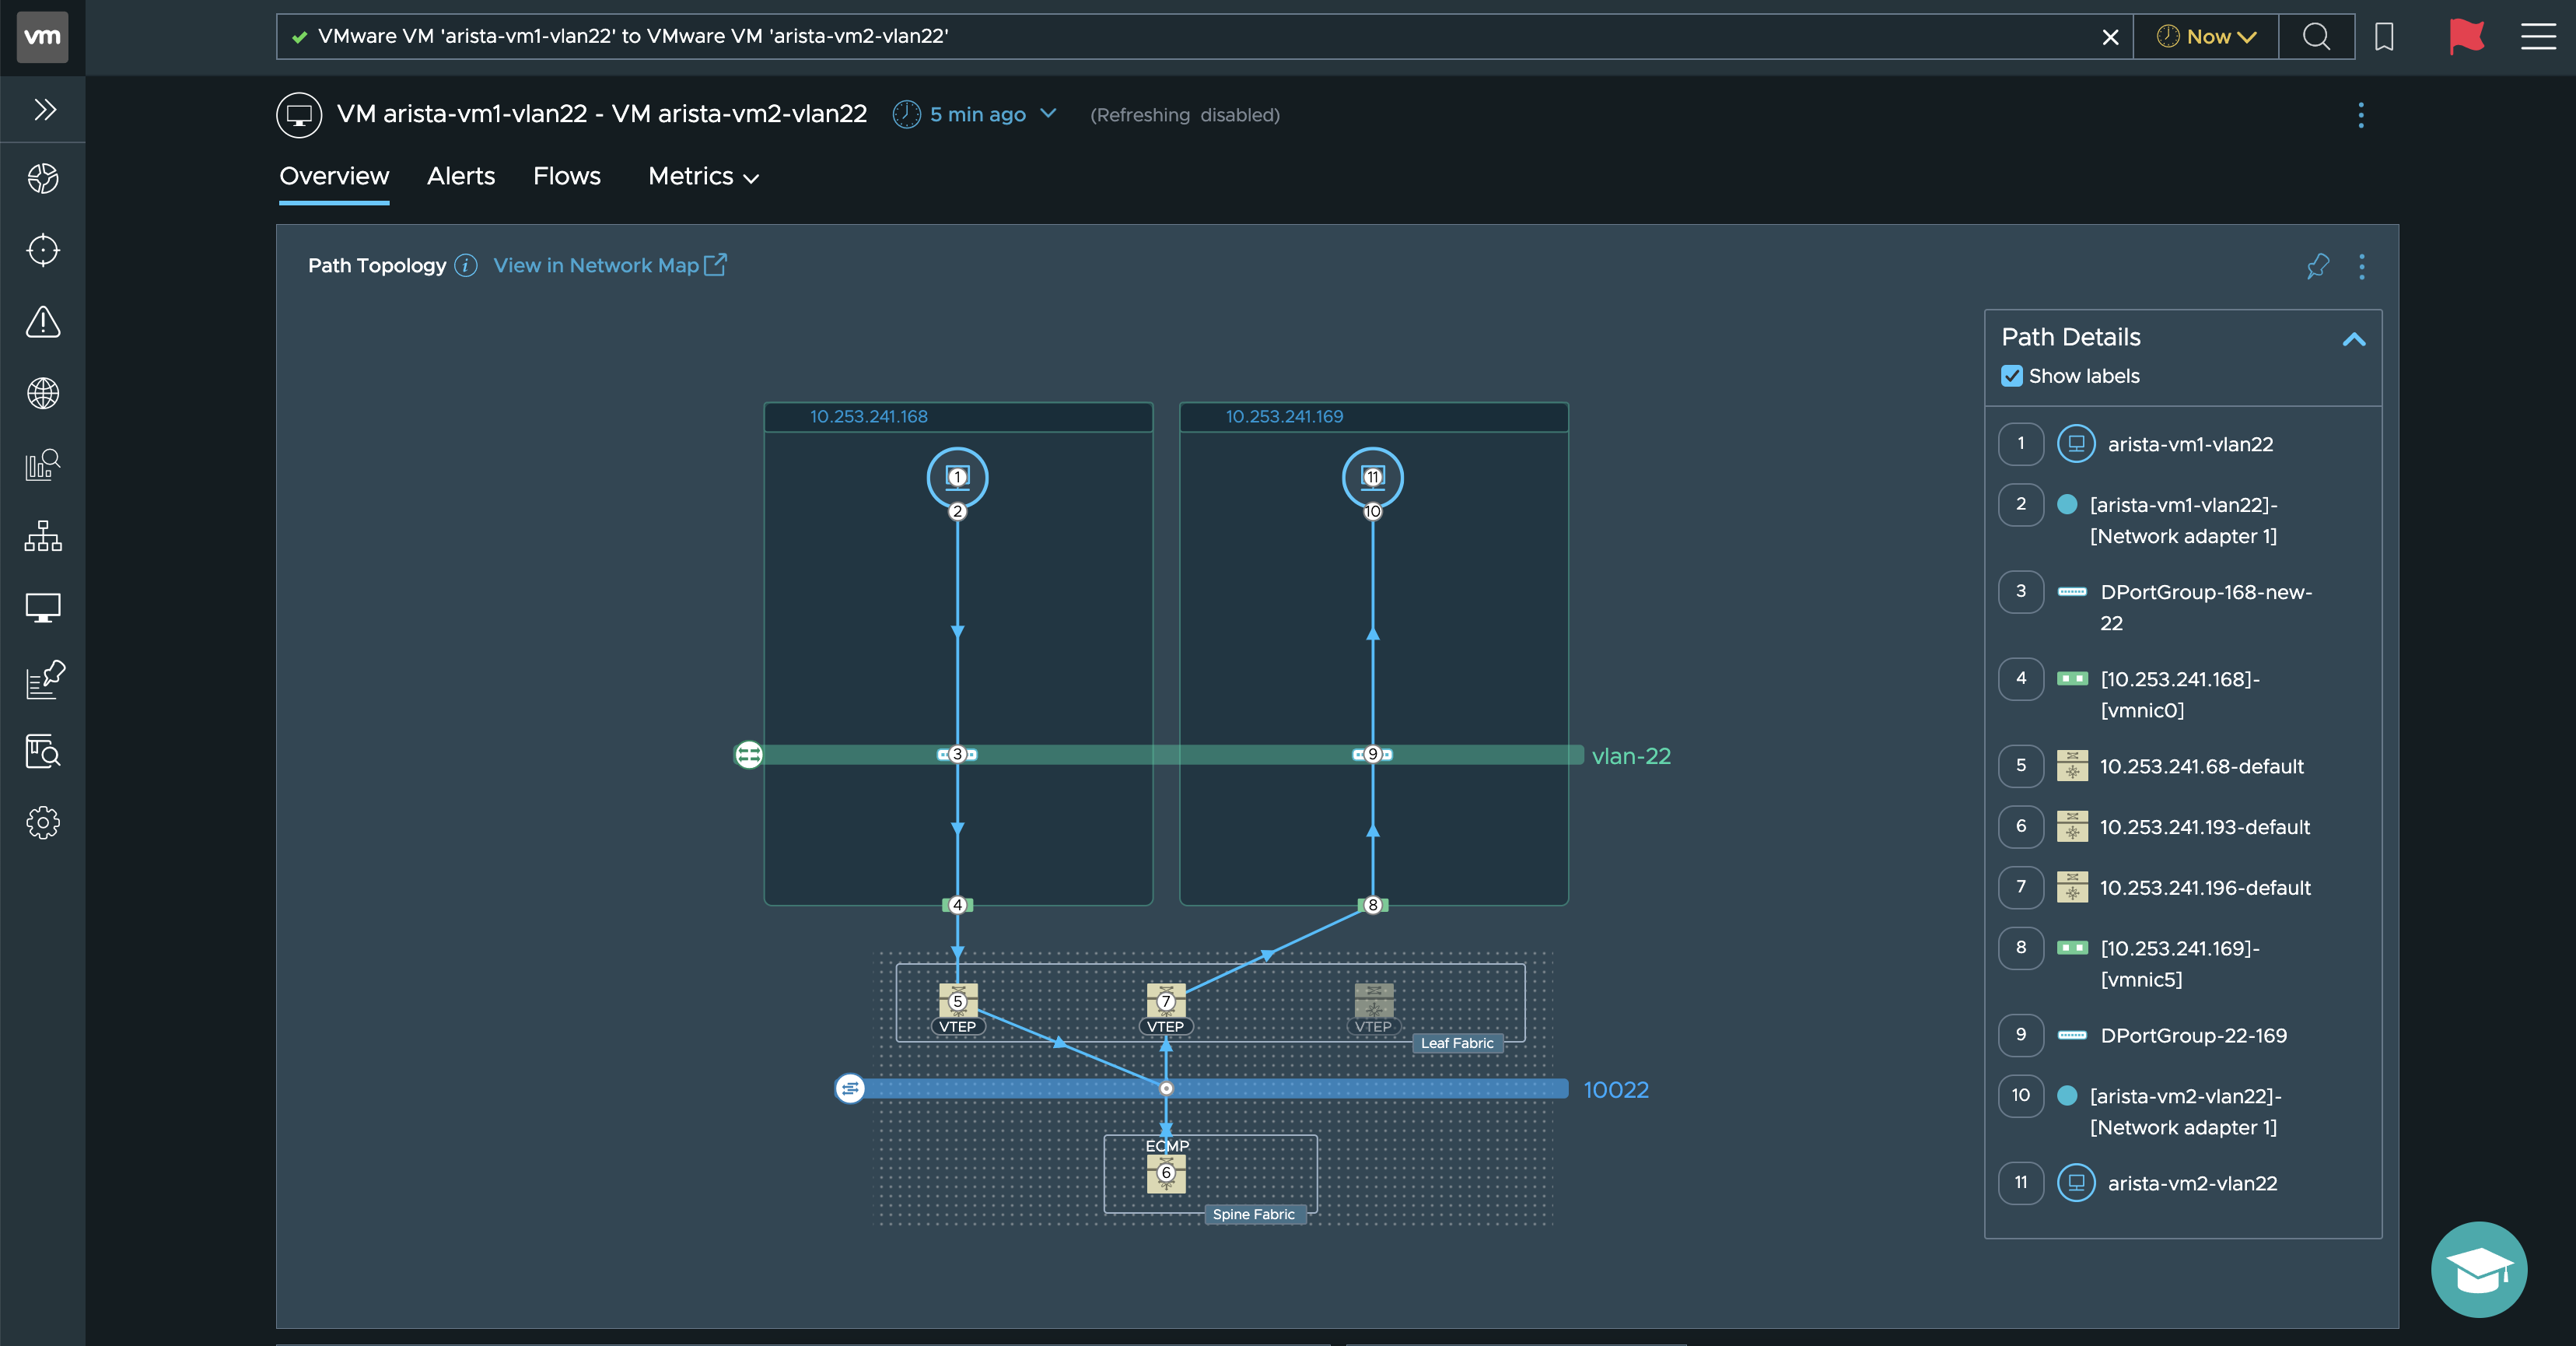 vm
VMware VM 'arista-vm1-vlan22' to VMware VM 'arista-vm2-vlan22'
Now
VM arista-vm1-vlan22 - VM arista-vm2-vlan22
5 min ago
(Refreshing disabled)
Overview
Alerts
Flows
Metrics
Path Topology
View in Network Map
10.253.241.168
10.253.241.169
1
11
2
10
3
9
vlan-22
4
8
5
7
VTEP
VTEP
VTEP
Leaf Fabric
10022
ECMP
6
Spine Fabric
Path Details
Show labels
1
arista-vm1-vlan22
2
[arista-vm1-vlan22]-
[Network adapter 1]
3
DPortGroup-168-new-
22
4
[10.253.241.168]-
[vmnic0]
5
10.253.241.68-default
6
10.253.241.193-default
7
10.253.241.196-default
8
[10.253.241.169]-
[vmnic5]
9
DPortGroup-22-169
10
[arista-vm2-vlan22]-
[Network adapter 1]
11
arista-vm2-vlan22